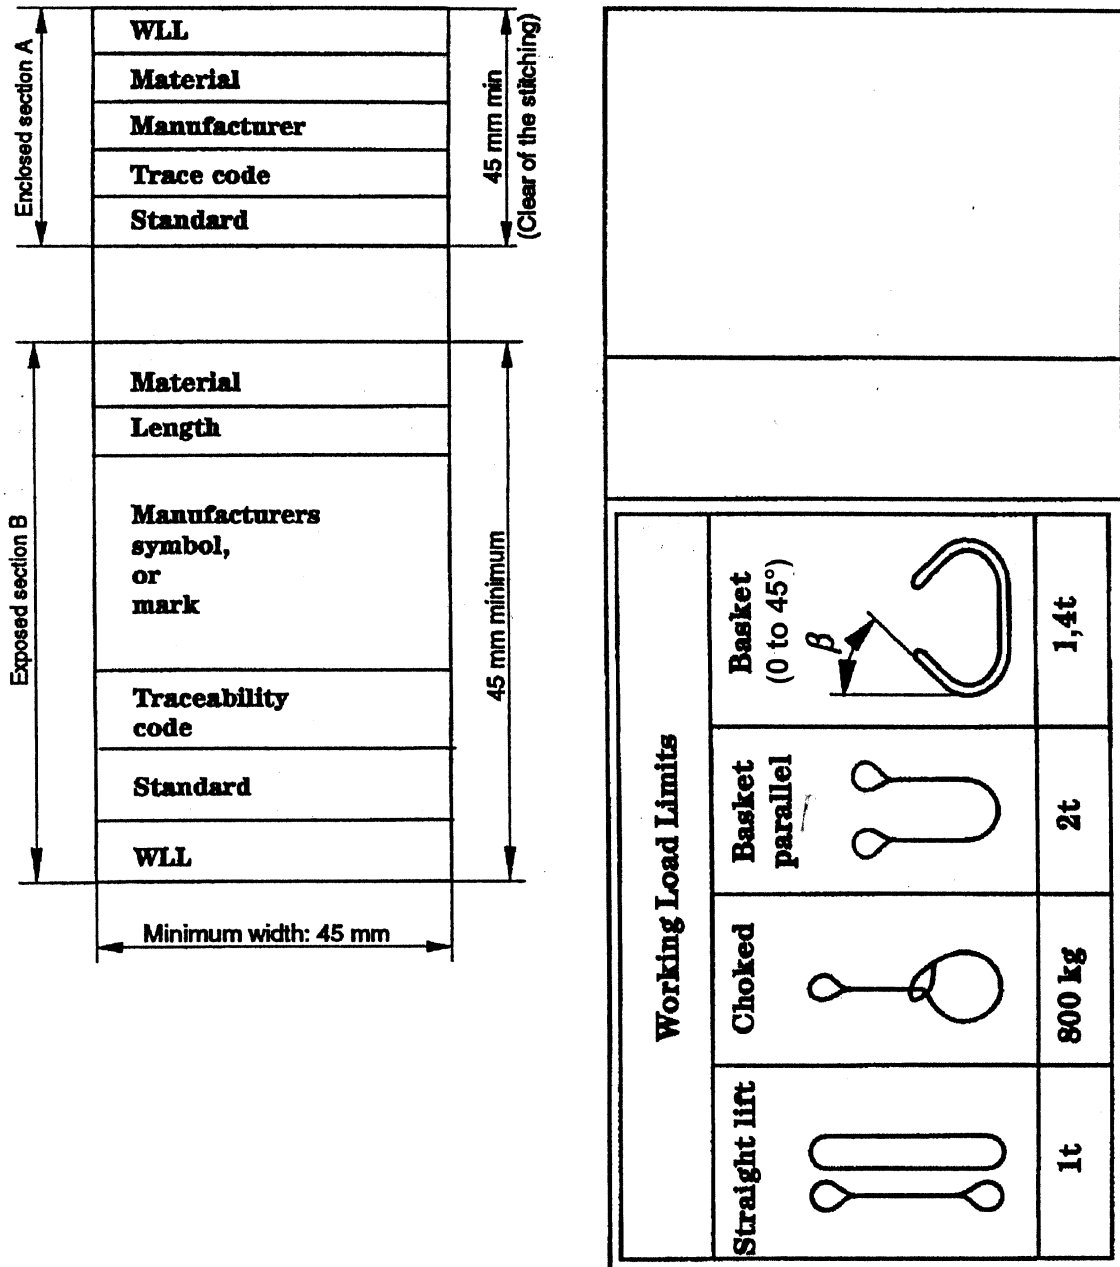 Enclosed section A
WLL
Material
Manufacturer
Trace code
Standard
45 mm min
(Clear of the stitching)
Exposed section B
Material
Length
Manufacturers
symbol,
or
mark
Traceability
code
Standard
WLL
45 mm minimum
Minimum width: 45 mm
Working Load Limits
Straight lift
Choked
Basket
parallel
Basket
(0 to 45°)
β
1t
800 kg
2t
1,4t